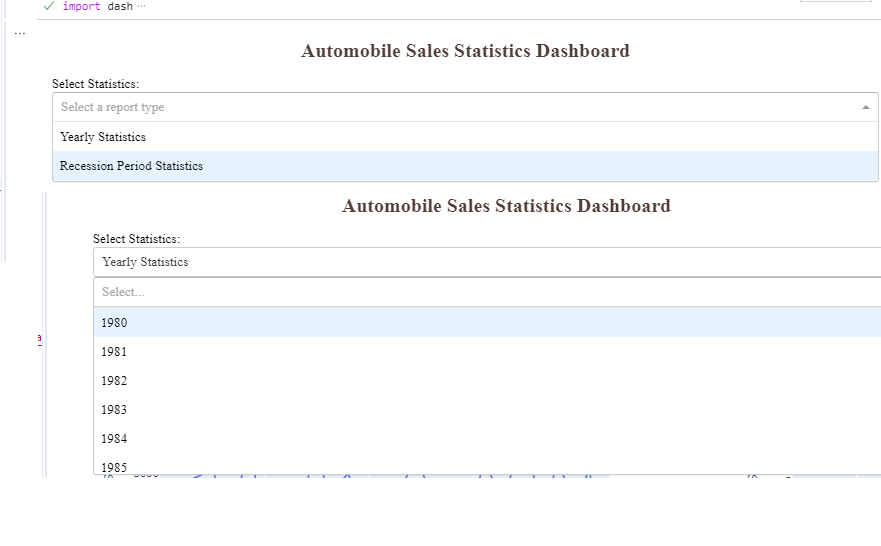 import dash ...
...
Automobile Sales Statistics Dashboard
Select Statistics:
Select a report type
Yearly Statistics
Recession Period Statistics
Automobile Sales Statistics Dashboard
Select Statistics:
Yearly Statistics
Select...
1980
1981
1982
1983
1984
1985